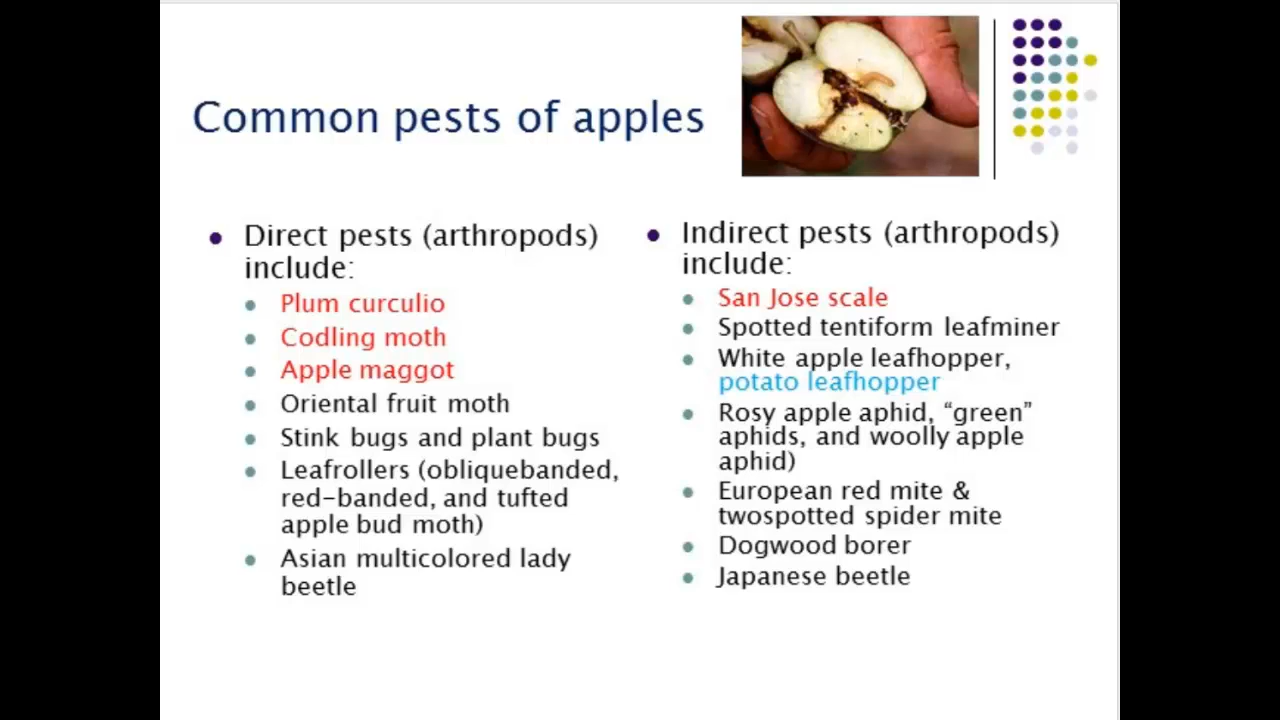 Common pests of apples
Direct pests (arthropods)
include:
Plum curculio
Codling moth
Apple maggot
Oriental fruit moth
Stink bugs and plant bugs
Leafrollers (obliquebanded,
red-banded, and tufted
apple bud moth)
Asian multicolored lady
beetle
Indirect pests (arthropods)
include:
San Jose scale
Spotted tentiform leafminer
White apple leafhopper,
potato leafhopper
Rosy apple aphid, “green”
aphids, and woolly apple
aphid)
European red mite &
twospotted spider mite
Dogwood borer
Japanese beetle